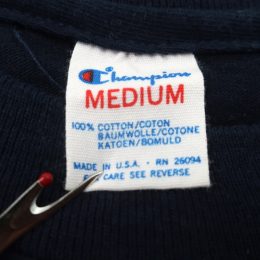 Champion
MEDIUM
100% COTTON/COTON
BAUMWOLLE/COTONE
KATOEN/BOMULD
MADE IN U.S.A. - RN 26094
CARE SEE REVERSE